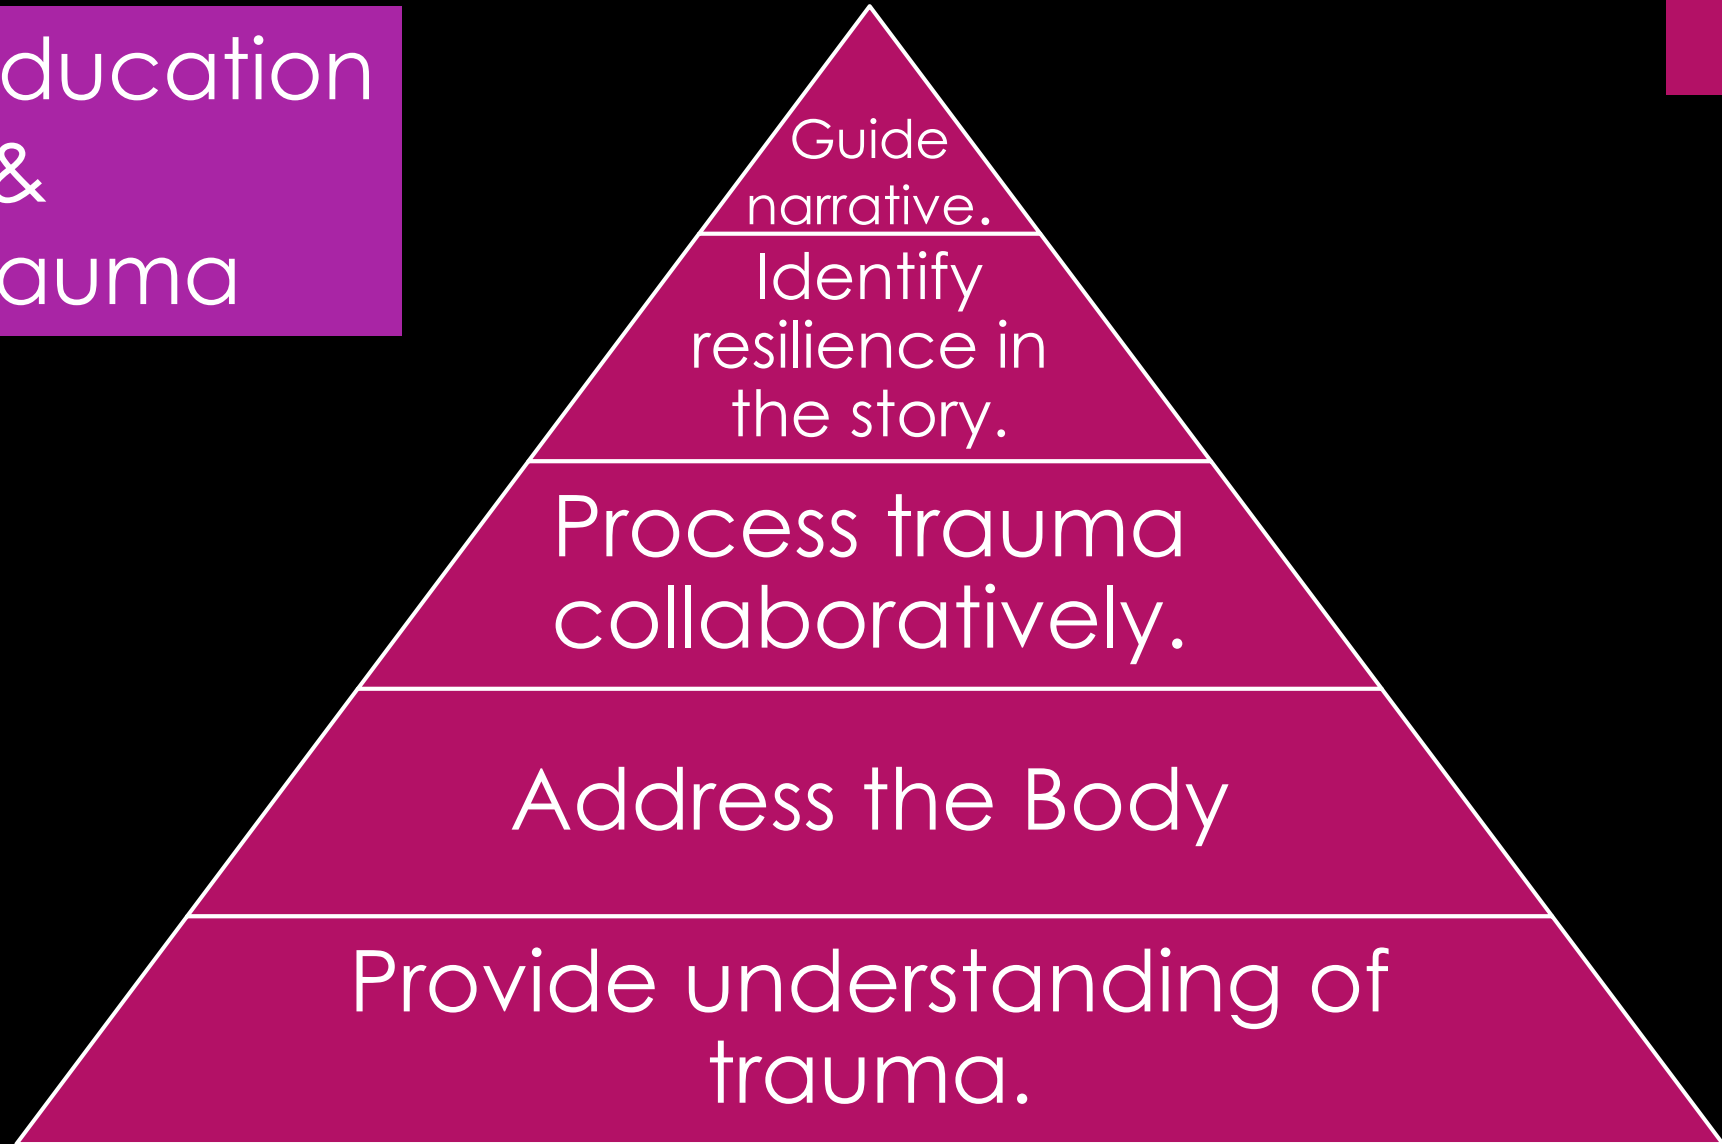 ducation
&
auma
Guide
narrative.
Identify
resilience in
the story.
Process trauma
collaboratively.
Address the Body
Provide understanding of
trauma.